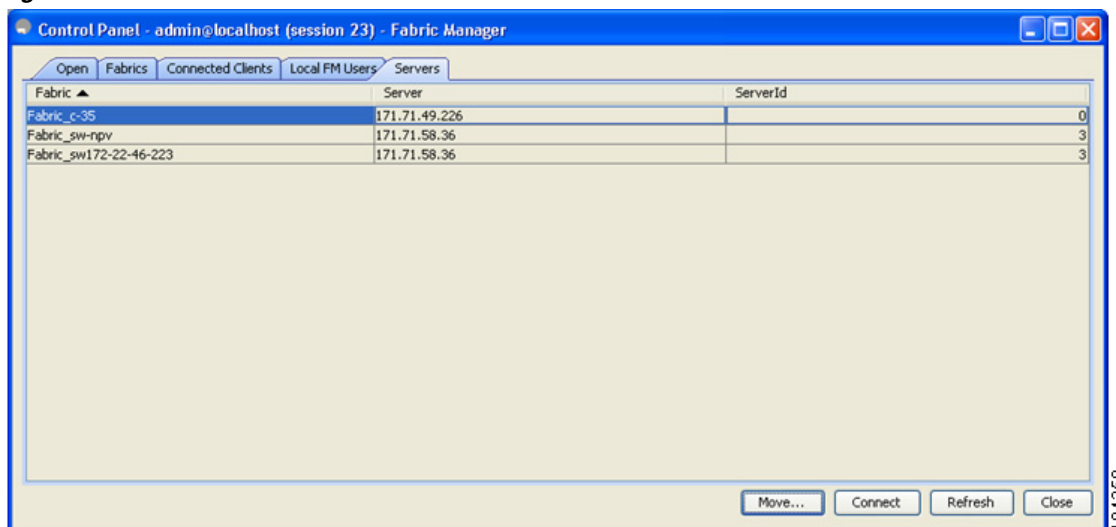 Control Panel - admin@localhost (session 23) - Fabric Manager
Open Fabrics Connected Clients Local FM Users Servers
Fabric Server ServerId
Fabric_c-35 171.71.49.226 0
Fabric_sw-npv 171.71.58.36 3
Fabric_sw172-22-46-223 171.71.58.36 3
Move... Connect Refresh Close